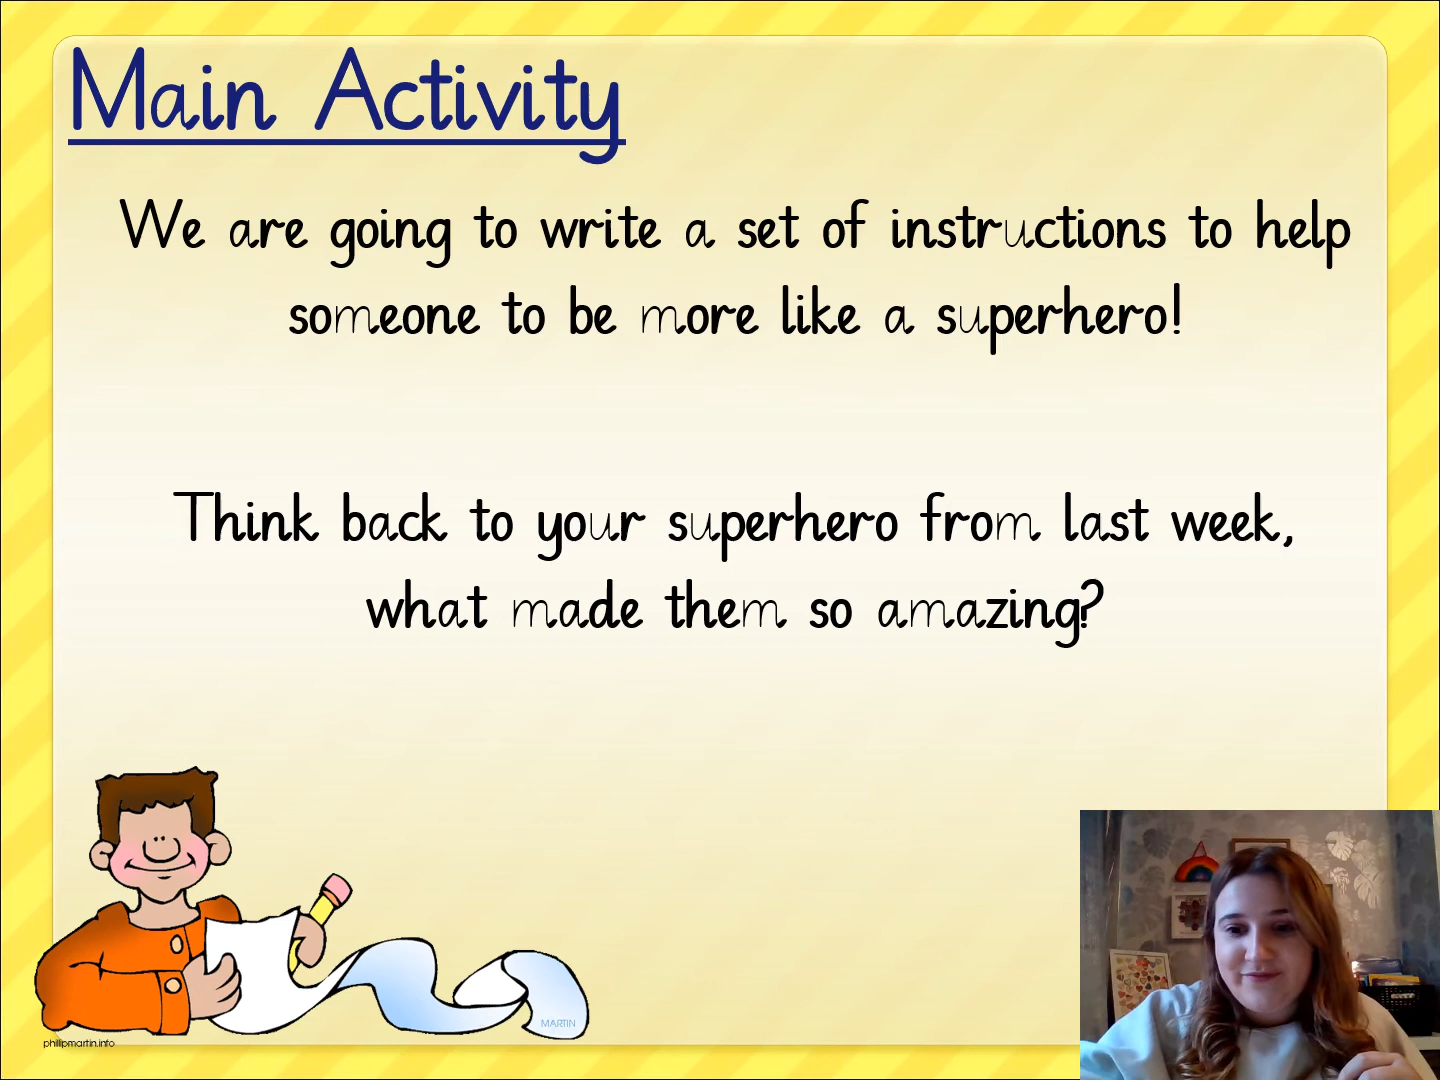 Main Activity
We are going to write a set of instructions to help
someone to be more like a superhero!
Think back to your superhero from last week,
what made them so amazing?
MARTIN
phillipmartin.info